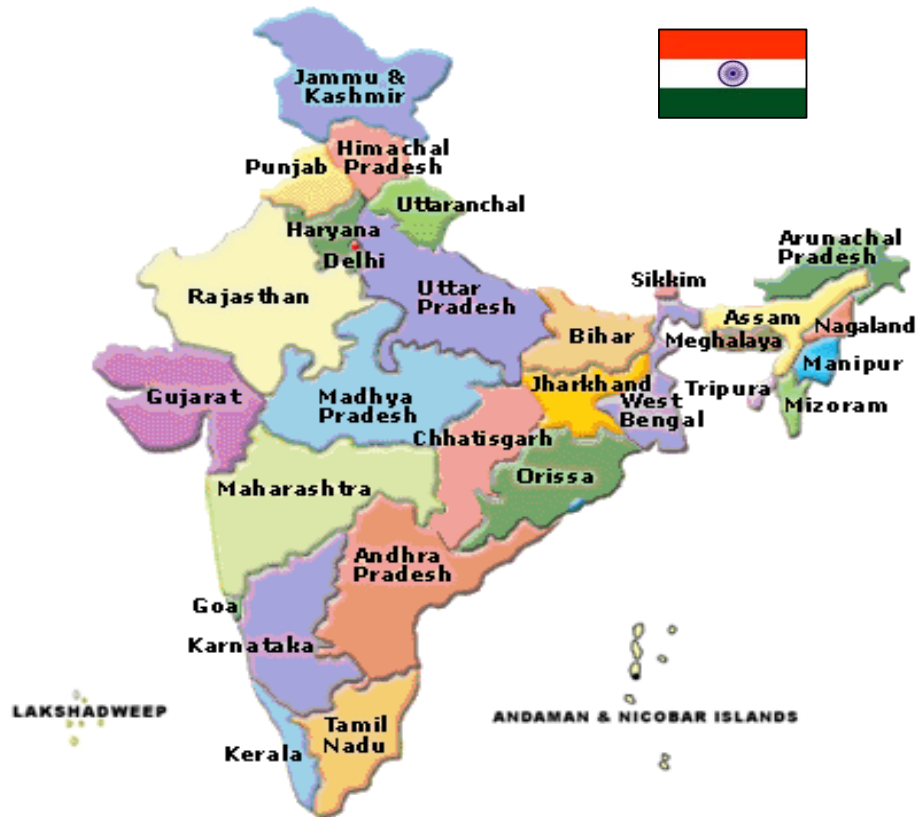 Jammu &
Kashmir
Himachal
Pradesh
Punjab
Uttaranchal
Haryana
Delhi
Arunachal
Pradesh
Sikkim
Rajasthan
Uttar
Pradesh
Assam
Nagaland
Bihar
Meghalaya
Manipur
Gujarat
Madhya
Pradesh
Jharkhand
West
Bengal
Tripura
Mizoram
Chhatisgarh
Orissa
Maharashtra
Andhra
Pradesh
Goa
Karnataka
LAKSHADWEEP
ANDAMAN & NICOBAR ISLANDS
Tamil
Nadu
Kerala